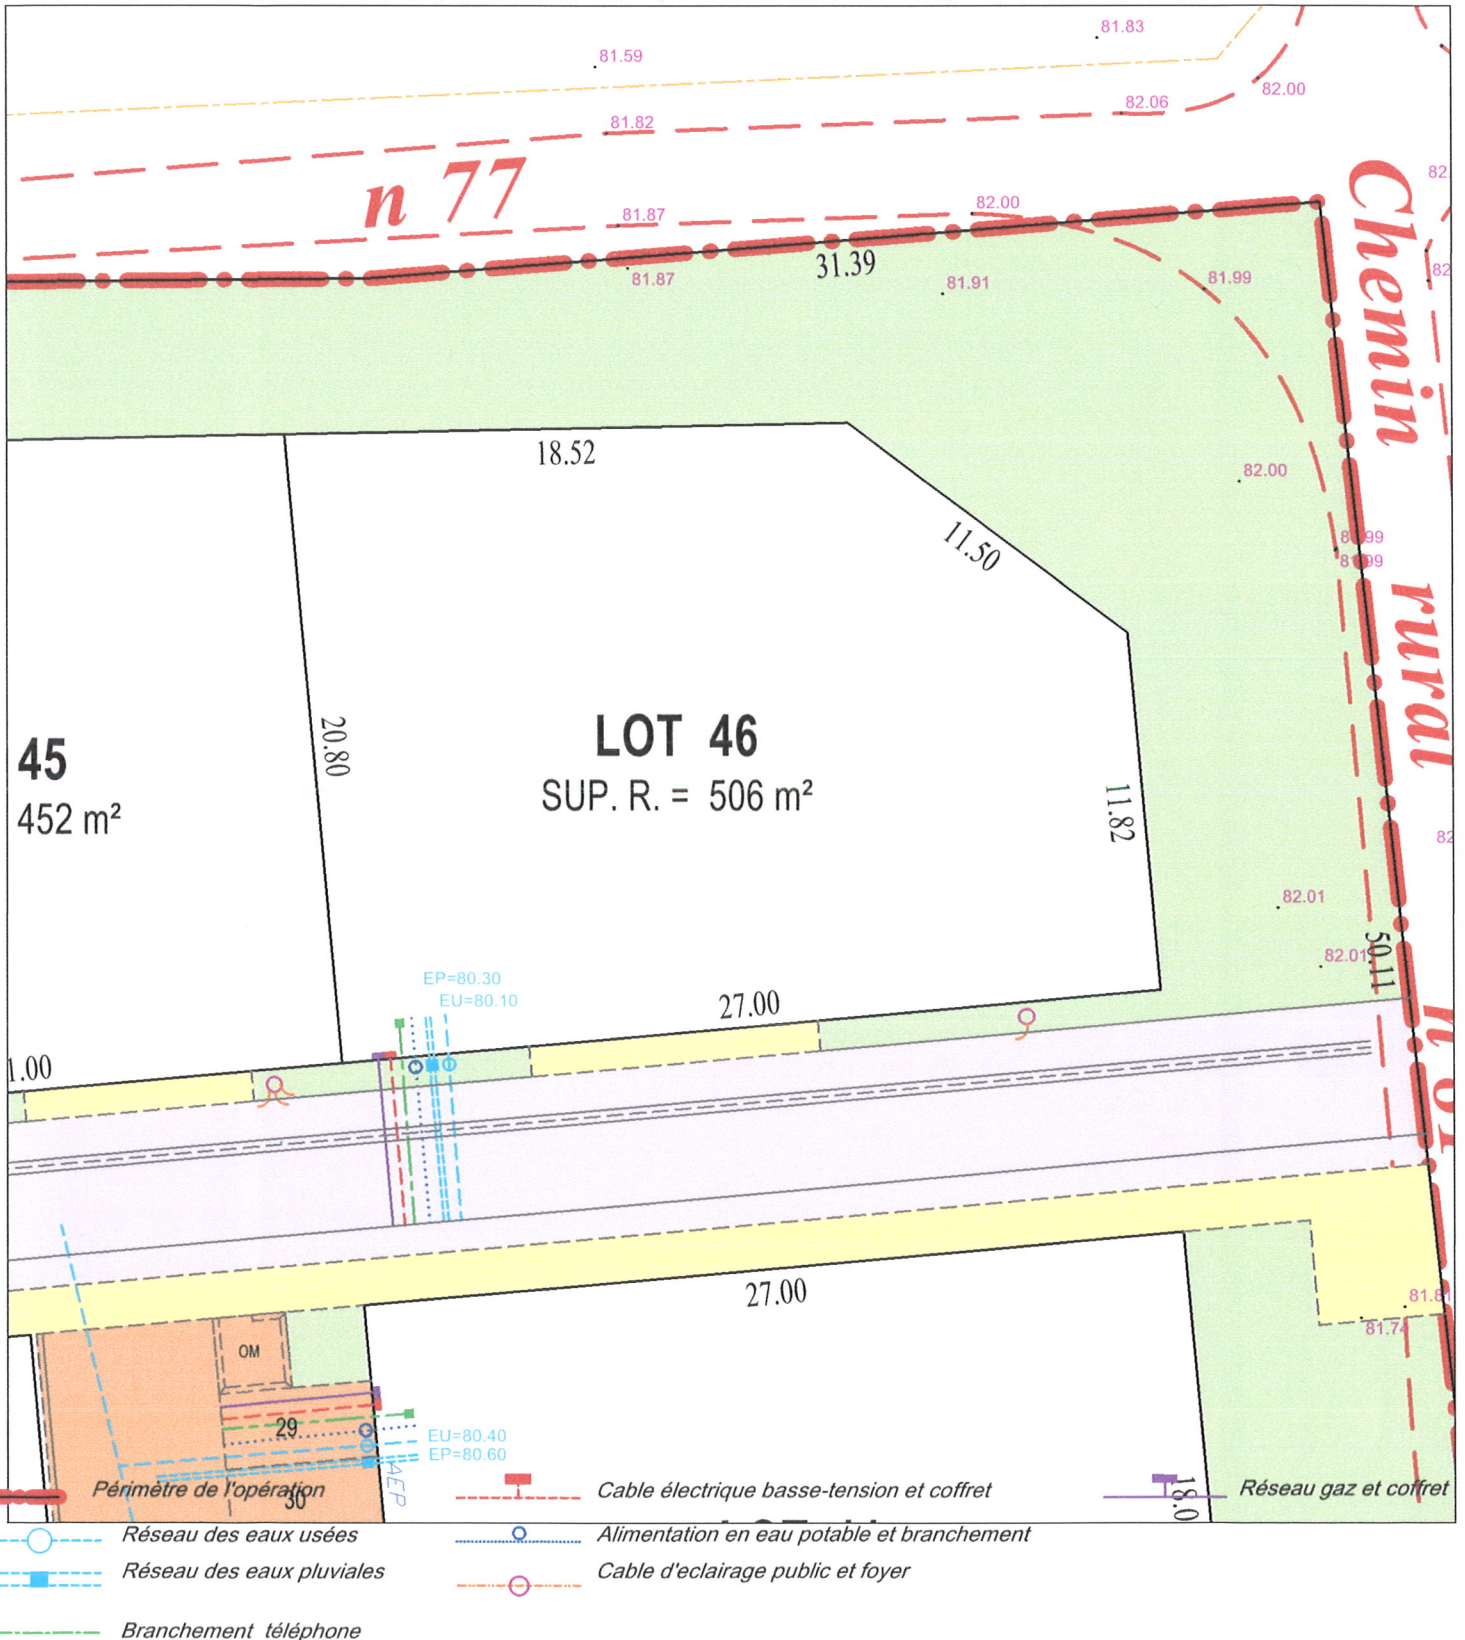 81.83
81.59
82.00
82.06
81.82
n 77
82.00
81.87
31.39
81.87
81.91
81.99
Chemin rural
18.52
82.00
11.50
20.80
LOT 46
SUP. R. = 506 m²
45
452 m²
11.82
82.01
82.01
50.11
EP=80.30
EU=80.10
27.00
1.00
27.00
81.74
OM
29
EU=80.40
EP=80.60
AEP
30
18.0
Périmètre de l'opération
Cable électrique basse-tension et coffret
Réseau gaz et coffret
Réseau des eaux usées
Alimentation en eau potable et branchement
Réseau des eaux pluviales
Cable d'eclairage public et foyer
Branchement téléphone